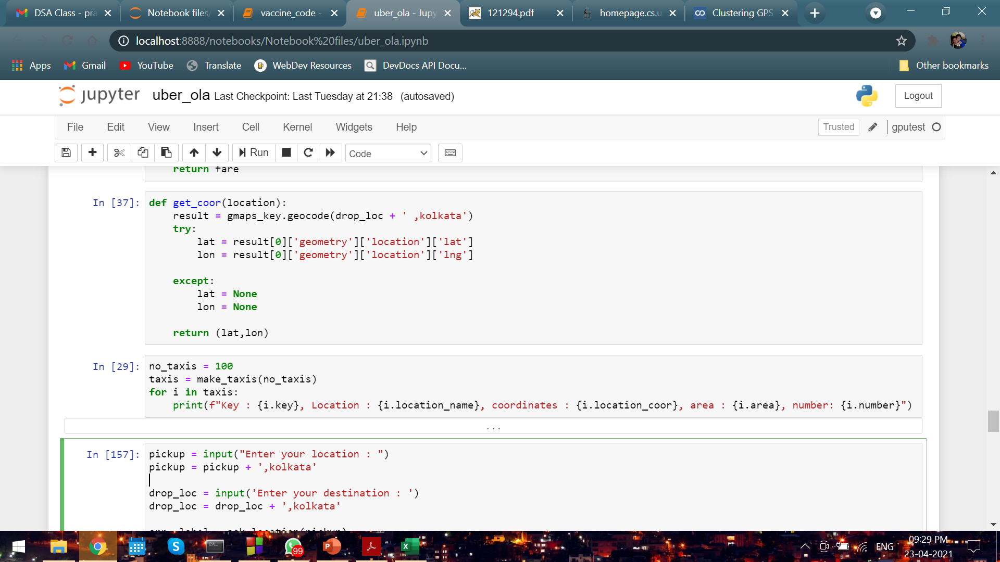 DSA Class - pra
Notebook files/
vaccine_code -
uber_ola - Jupy
121294.pdf
homepage.cs.u
Clustering GPS
localhost:8888/notebooks/Notebook%20files/uber_ola.ipynb
Apps
Gmail
YouTube
Translate
WebDev Resources
DevDocs API Docu...
Other bookmarks
jupyter uber_ola Last Checkpoint: Last Tuesday at 21:38 (autosaved)
Logout
File Edit View Insert Cell Kernel Widgets Help
Trusted
gputest
Run
Code
return fare
In [37]:
def get_coor(location):
    result = gmaps_key.geocode(drop_loc + ' ,kolkata')
    try:
        lat = result[0]['geometry']['location']['lat']
        lon = result[0]['geometry']['location']['lng']
    except:
        lat = None
        lon = None
    return (lat,lon)
In [29]:
no_taxis = 100
taxis = make_taxis(no_taxis)
for i in taxis:
    print(f"Key : {i.key}, Location : {i.location_name}, coordinates : {i.location_coor}, area : {i.area}, number: {i.number}")
...
In [157]:
pickup = input("Enter your location : ")
pickup = pickup + ',kolkata'
drop_loc = input('Enter your destination : ')
drop_loc = drop_loc + ',kolkata'
99
ENG
09:29 PM
23-04-2021